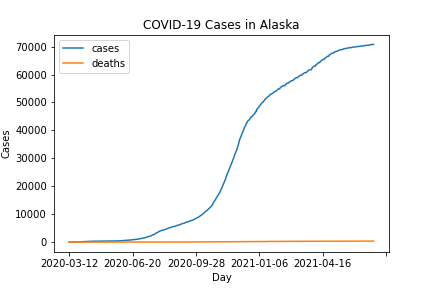 COVID-19 Cases in Alaska
cases
deaths
70000
60000
50000
40000
30000
20000
10000
0
Cases
2020-03-12 2020-06-20 2020-09-28 2021-01-06 2021-04-16
Day